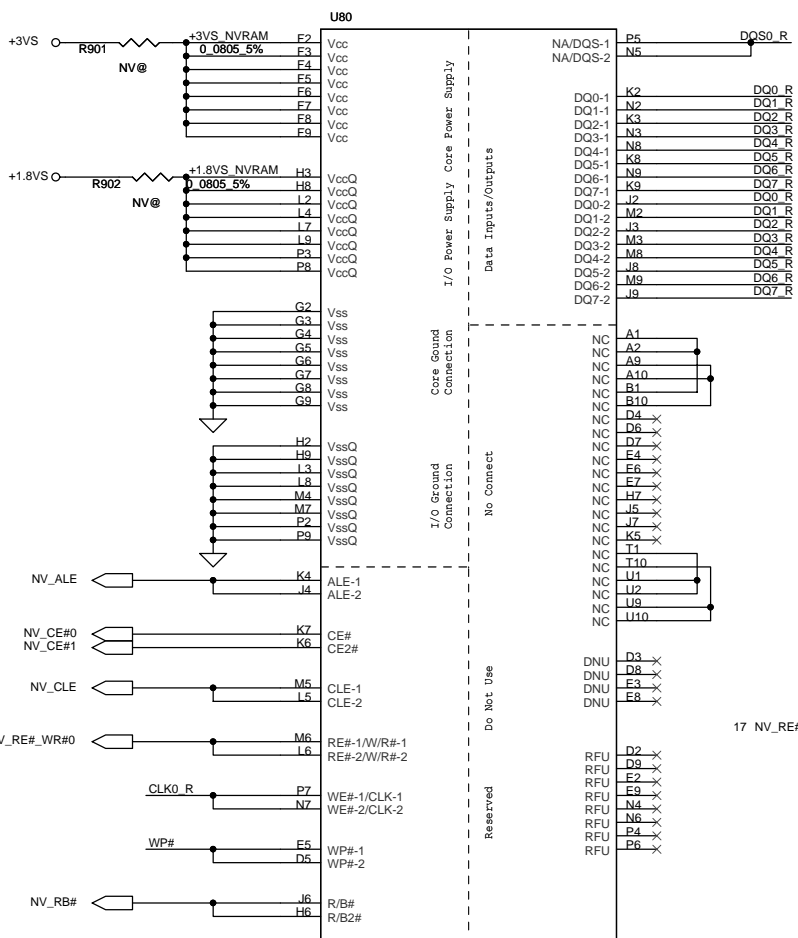 U80
+3VS
R901
NV@
+3VS_NVRAM
0_0805_5%
F2 Vcc
F3 Vcc
F4 Vcc
F5 Vcc
F6 Vcc
F7 Vcc
F8 Vcc
F9 Vcc
Core Power Supply
+1.8VS
R902
NV@
+1.8VS_NVRAM
0_0805_5%
H3 VccQ
H8 VccQ
L2 VccQ
L4 VccQ
L7 VccQ
L9 VccQ
P3 VccQ
P8 VccQ
I/O Power Supply
G2 Vss
G3 Vss
G4 Vss
G5 Vss
G6 Vss
G7 Vss
G8 Vss
G9 Vss
Core Gound
Connection
H2 VssQ
H9 VssQ
L3 VssQ
L8 VssQ
M4 VssQ
M7 VssQ
P2 VssQ
P9 VssQ
I/O Ground
Connection
NV_ALE
K4 ALE-1
J4 ALE-2
NV_CE#0 K7 CE#
NV_CE#1 K6 CE2#
NV_CLE
M5 CLE-1
L5 CLE-2
V_RE#_WR#0
M6 RE#-1/W/R#-1
L6 RE#-2/W/R#-2
CLK0_R
P7 WE#-1/CLK-1
N7 WE#-2/CLK-2
WP#
E5 WP#-1
D5 WP#-2
NV_RB#
J6 R/B#
H6 R/B2#
NA/DQS-1 P5 DQS0_R
NA/DQS-2 N5
Data Inputs/Outputs
DQ0-1 K2 DQ0_R
DQ1-1 N2 DQ1_R
DQ2-1 K3 DQ2_R
DQ3-1 N3 DQ3_R
DQ4-1 N8 DQ4_R
DQ5-1 K8 DQ5_R
DQ6-1 N9 DQ6_R
DQ7-1 K9 DQ7_R
DQ0-2 J2 DQ0_R
DQ1-2 M2 DQ1_R
DQ2-2 J3 DQ2_R
DQ3-2 M3 DQ3_R
DQ4-2 M8 DQ4_R
DQ5-2 J8 DQ5_R
DQ6-2 M9 DQ6_R
DQ7-2 J9 DQ7_R
No Connect
NC A1
NC A2
NC A9
NC A10
NC B1
NC B10
NC D4
NC D6
NC D7
NC E4
NC E6
NC E7
NC H7
NC J5
NC J7
NC K5
NC T1
NC T10
NC U1
NC U2
NC U9
NC U10
Do Not Use
DNU D3
DNU D8
DNU E3
DNU E8
17 NV_RE#
Reserved
RFU D2
RFU D9
RFU E2
RFU E9
RFU N4
RFU N6
RFU P4
RFU P6